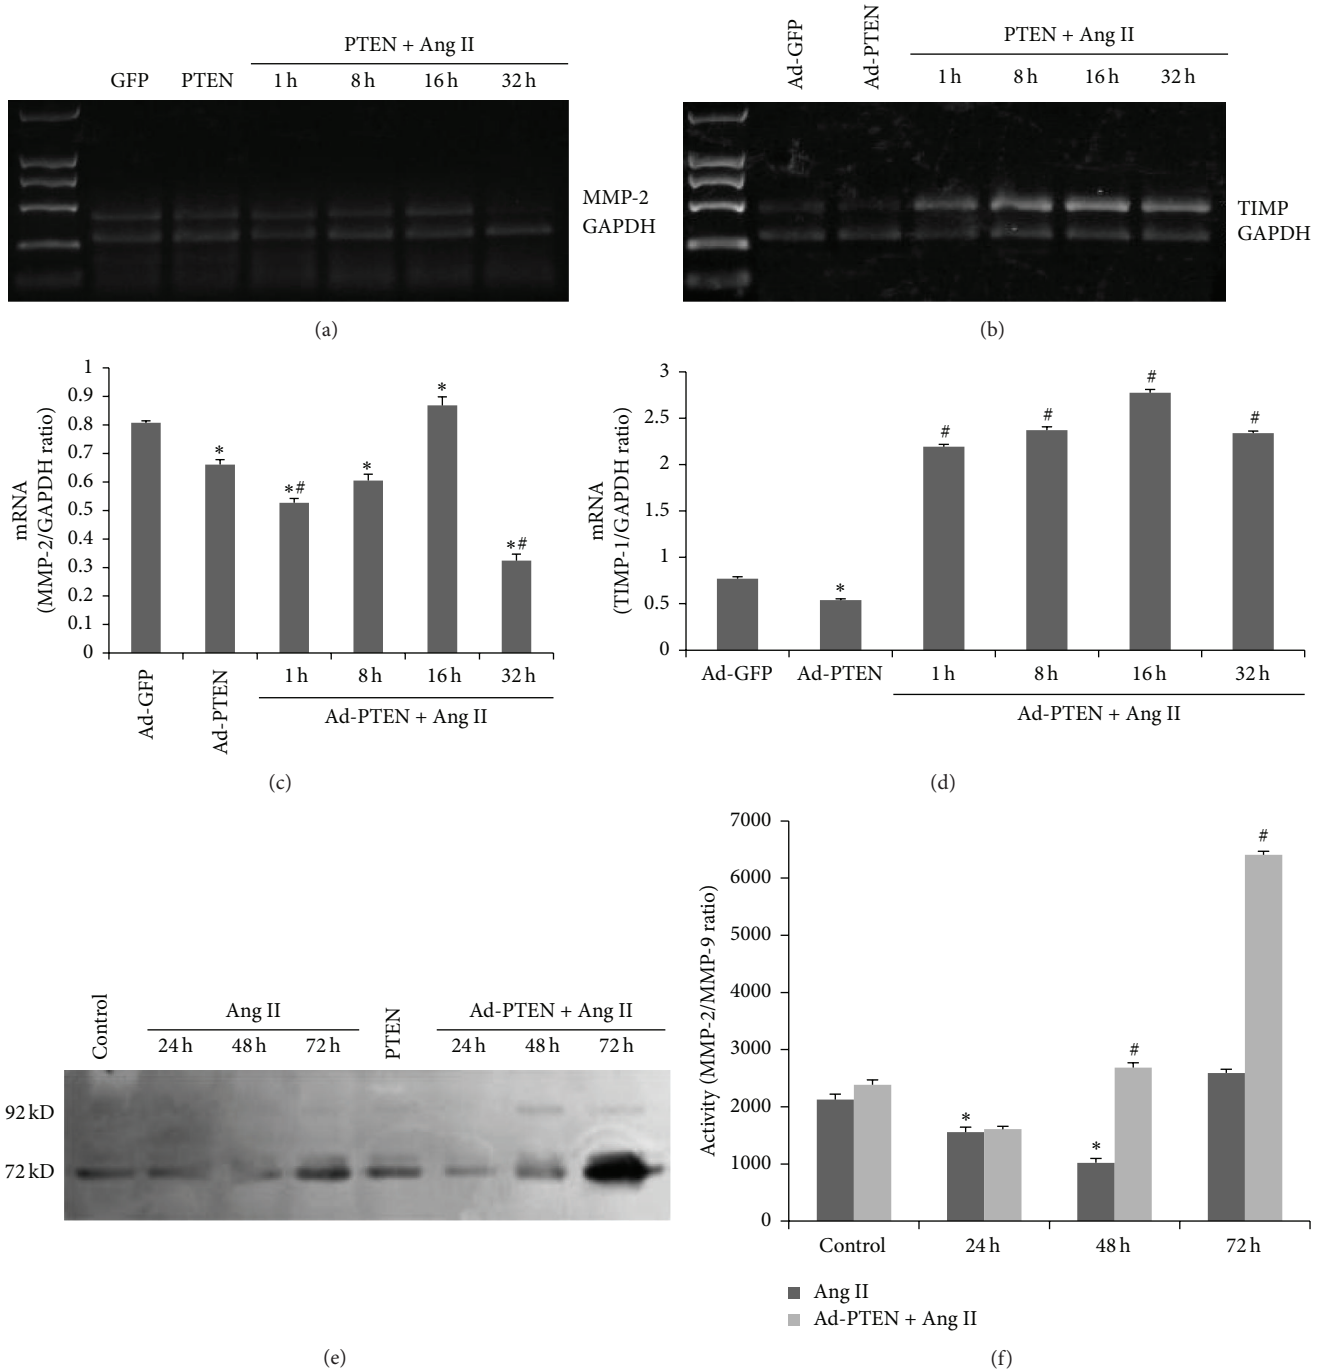 PTEN + Ang II
GFP PTEN 1 h 8 h 16 h 32 h
MMP-2
GAPDH
(a)
Ad-GFP
Ad-PTEN
PTEN + Ang II
1 h 8 h 16 h 32 h
TIMP
GAPDH
(b)
mRNA
(MMP-2/GAPDH ratio)
1
0.9
0.8
0.7
0.6
0.5
0.4
0.3
0.2
0.1
0
*
*#
*
*
*#
Ad-GFP
Ad-PTEN
1 h 8 h 16 h 32 h
Ad-PTEN + Ang II
(c)
mRNA
(TIMP-1/GAPDH ratio)
3
2.5
2
1.5
1
0.5
0
*
#
#
#
#
Ad-GFP Ad-PTEN 1 h 8 h 16 h 32 h
Ad-PTEN + Ang II
(d)
Control
Ang II
24 h 48 h 72 h
PTEN
Ad-PTEN + Ang II
24 h 48 h 72 h
92 kD
72 kD
(e)
Activity (MMP-2/MMP-9 ratio)
7000
6000
5000
4000
3000
2000
1000
0
*
*
#
#
Control 24 h 48 h 72 h
Ang II
Ad-PTEN + Ang II
(f)